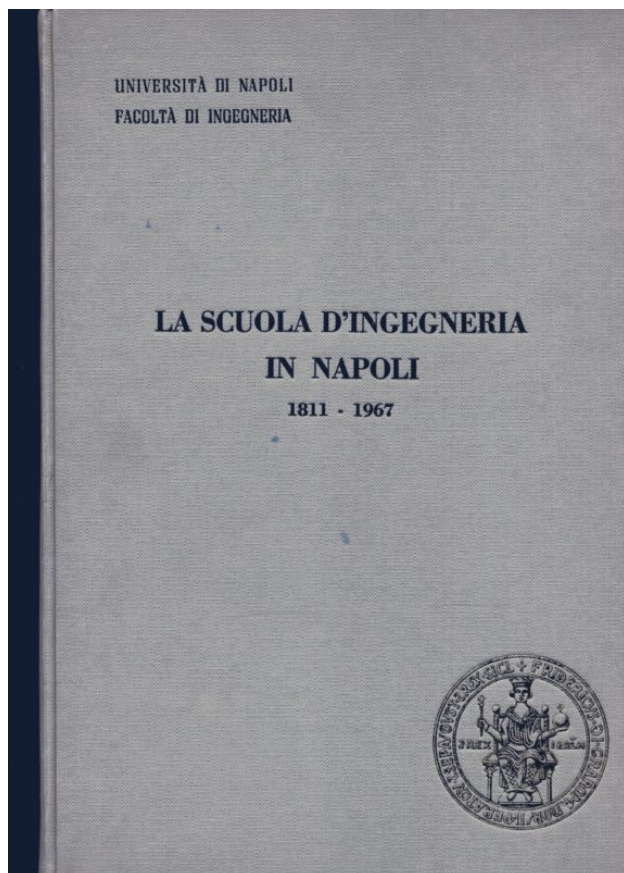 UNIVERSITÀ DI NAPOLI
FACOLTÀ DI INGEGNERIA
LA SCUOLA D'INGEGNERIA
IN NAPOLI
1811 - 1967